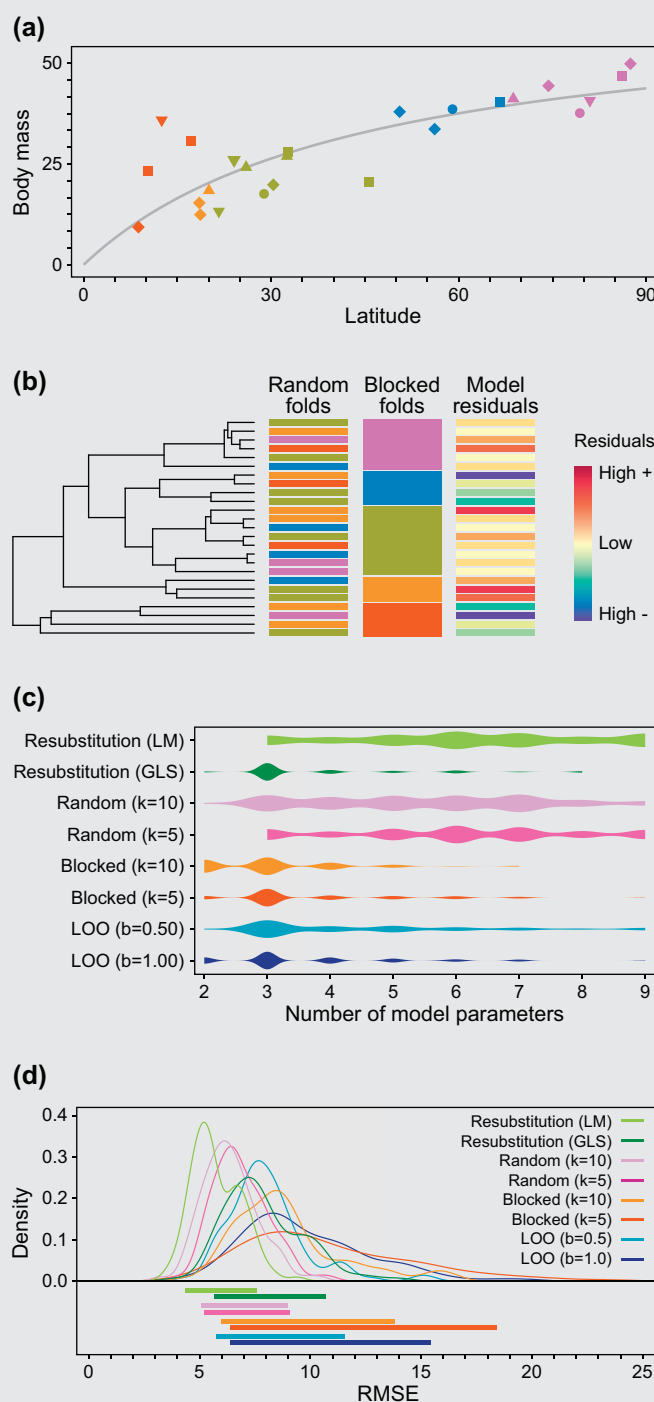 (a)
50
25
0
Body mass
0
30
60
90
Latitude
(b)
Random folds
Blocked folds
Model residuals
Residuals
High +
Low
High -
(c)
Resubstitution (LM)
Resubstitution (GLS)
Random (k=10)
Random (k=5)
Blocked (k=10)
Blocked (k=5)
LOO (b=0.50)
LOO (b=1.00)
2 3 4 5 6 7 8 9
Number of model parameters
(d)
0.4
0.3
0.2
0.1
0.0
Density
Resubstitution (LM)
Resubstitution (GLS)
Random (k=10)
Random (k=5)
Blocked (k=10)
Blocked (k=5)
LOO (b=0.5)
LOO (b=1.0)
0 5 10 15 20 25
RMSE